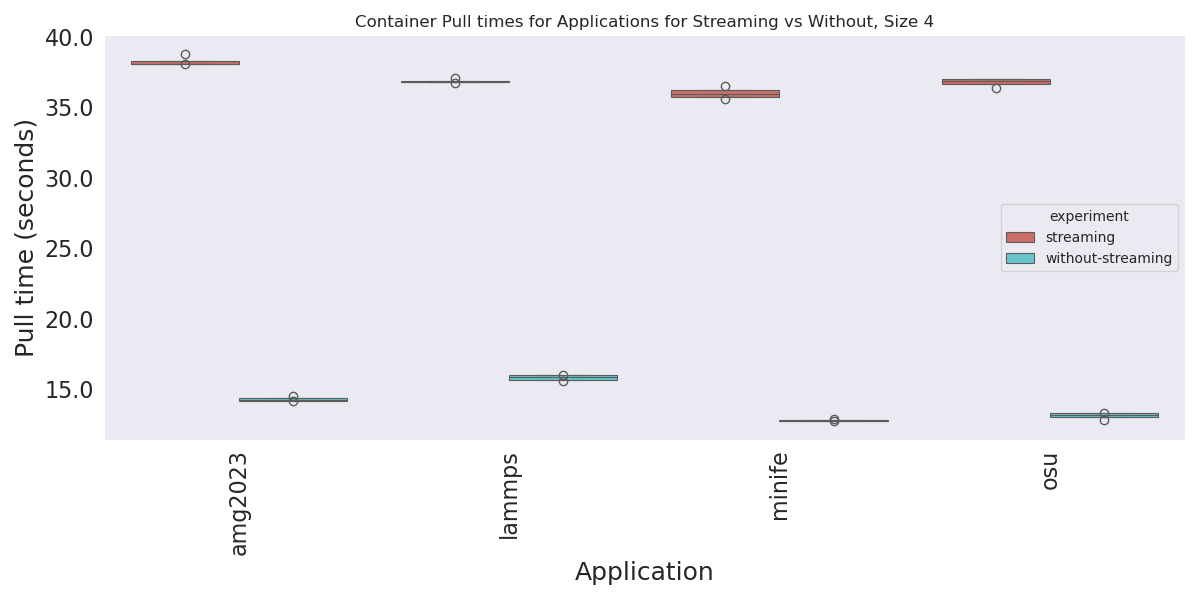 Container Pull times for Applications for Streaming vs Without, Size 4
Pull time (seconds)
40.0
35.0
30.0
25.0
20.0
15.0
experiment
streaming
without-streaming
amg2023
lammps
minife
osu
Application